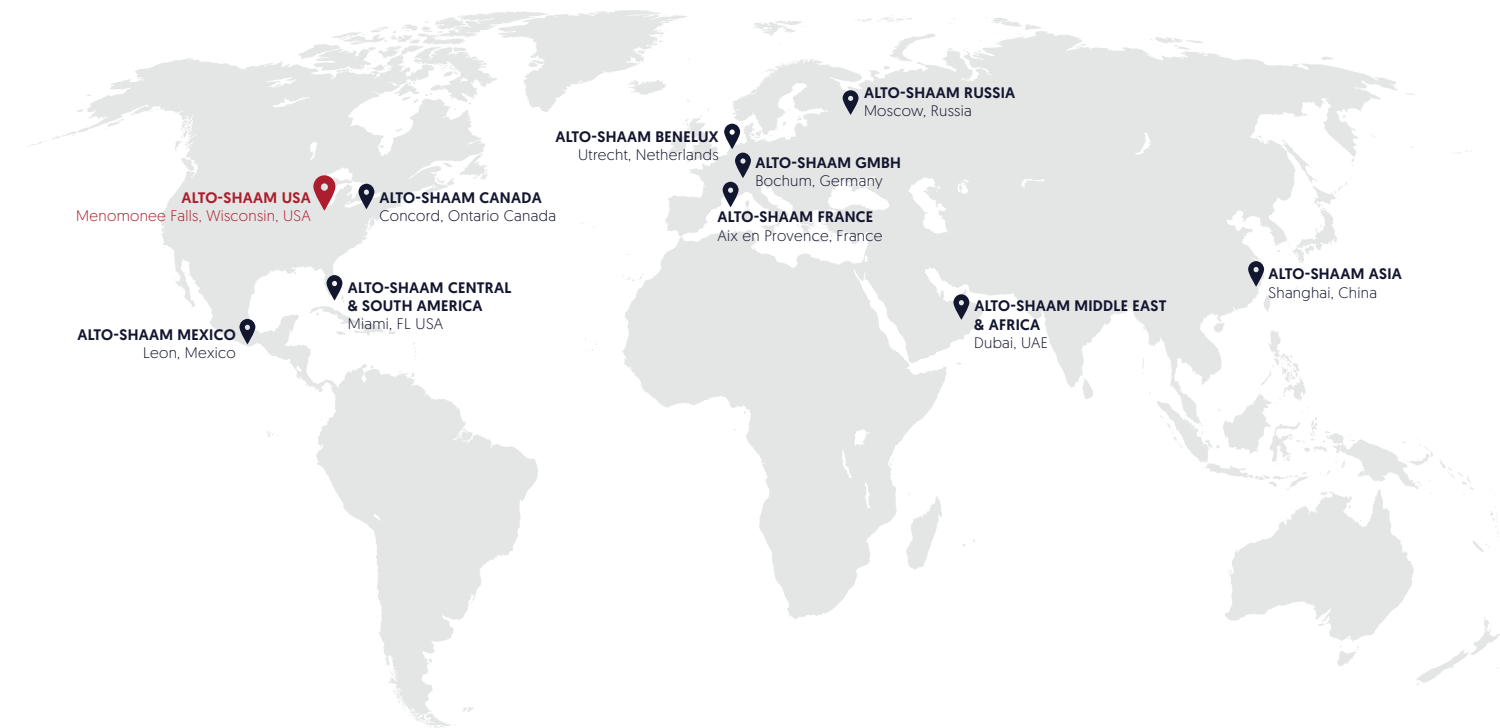 ALTO-SHAAM RUSSIA
Moscow, Russia
ALTO-SHAAM BENELUX
Utrecht, Netherlands
ALTO-SHAAM GMBH
Bochum, Germany
ALTO-SHAAM USA
Menomonee Falls, Wisconsin, USA
ALTO-SHAAM CANADA
Concord, Ontario Canada
ALTO-SHAAM FRANCE
Aix en Provence, France
ALTO-SHAAM ASIA
Shanghai, China
ALTO-SHAAM CENTRAL
& SOUTH AMERICA
Miami, FL USA
ALTO-SHAAM MIDDLE EAST
& AFRICA
Dubai, UAE
ALTO-SHAAM MEXICO
Leon, Mexico